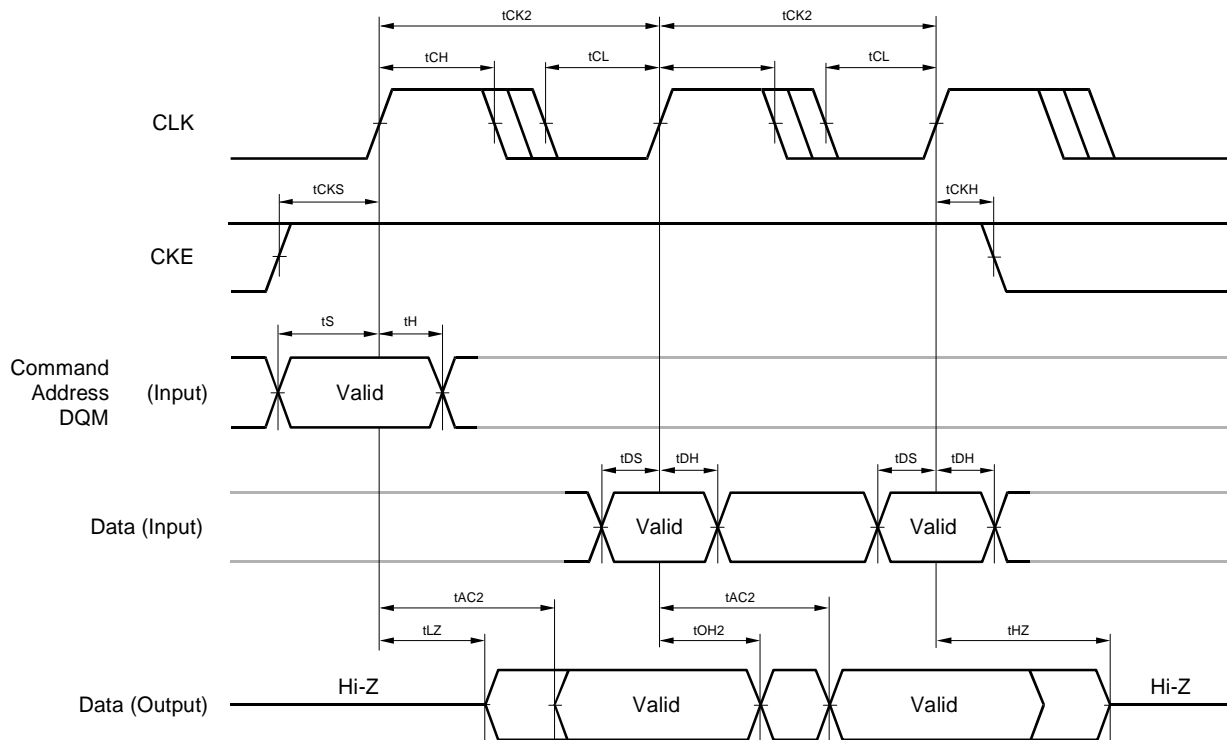 tCK2 tCK2
tCH tCL tCL
CLK
tCKS tCKH
CKE
tS tH
Command
Address (Input) Valid
DQM
tDS tDH tDS tDH
Data (Input) Valid Valid
tAC2 tAC2
tLZ tOH2 tHZ
Hi-Z Hi-Z
Data (Output) Valid Valid